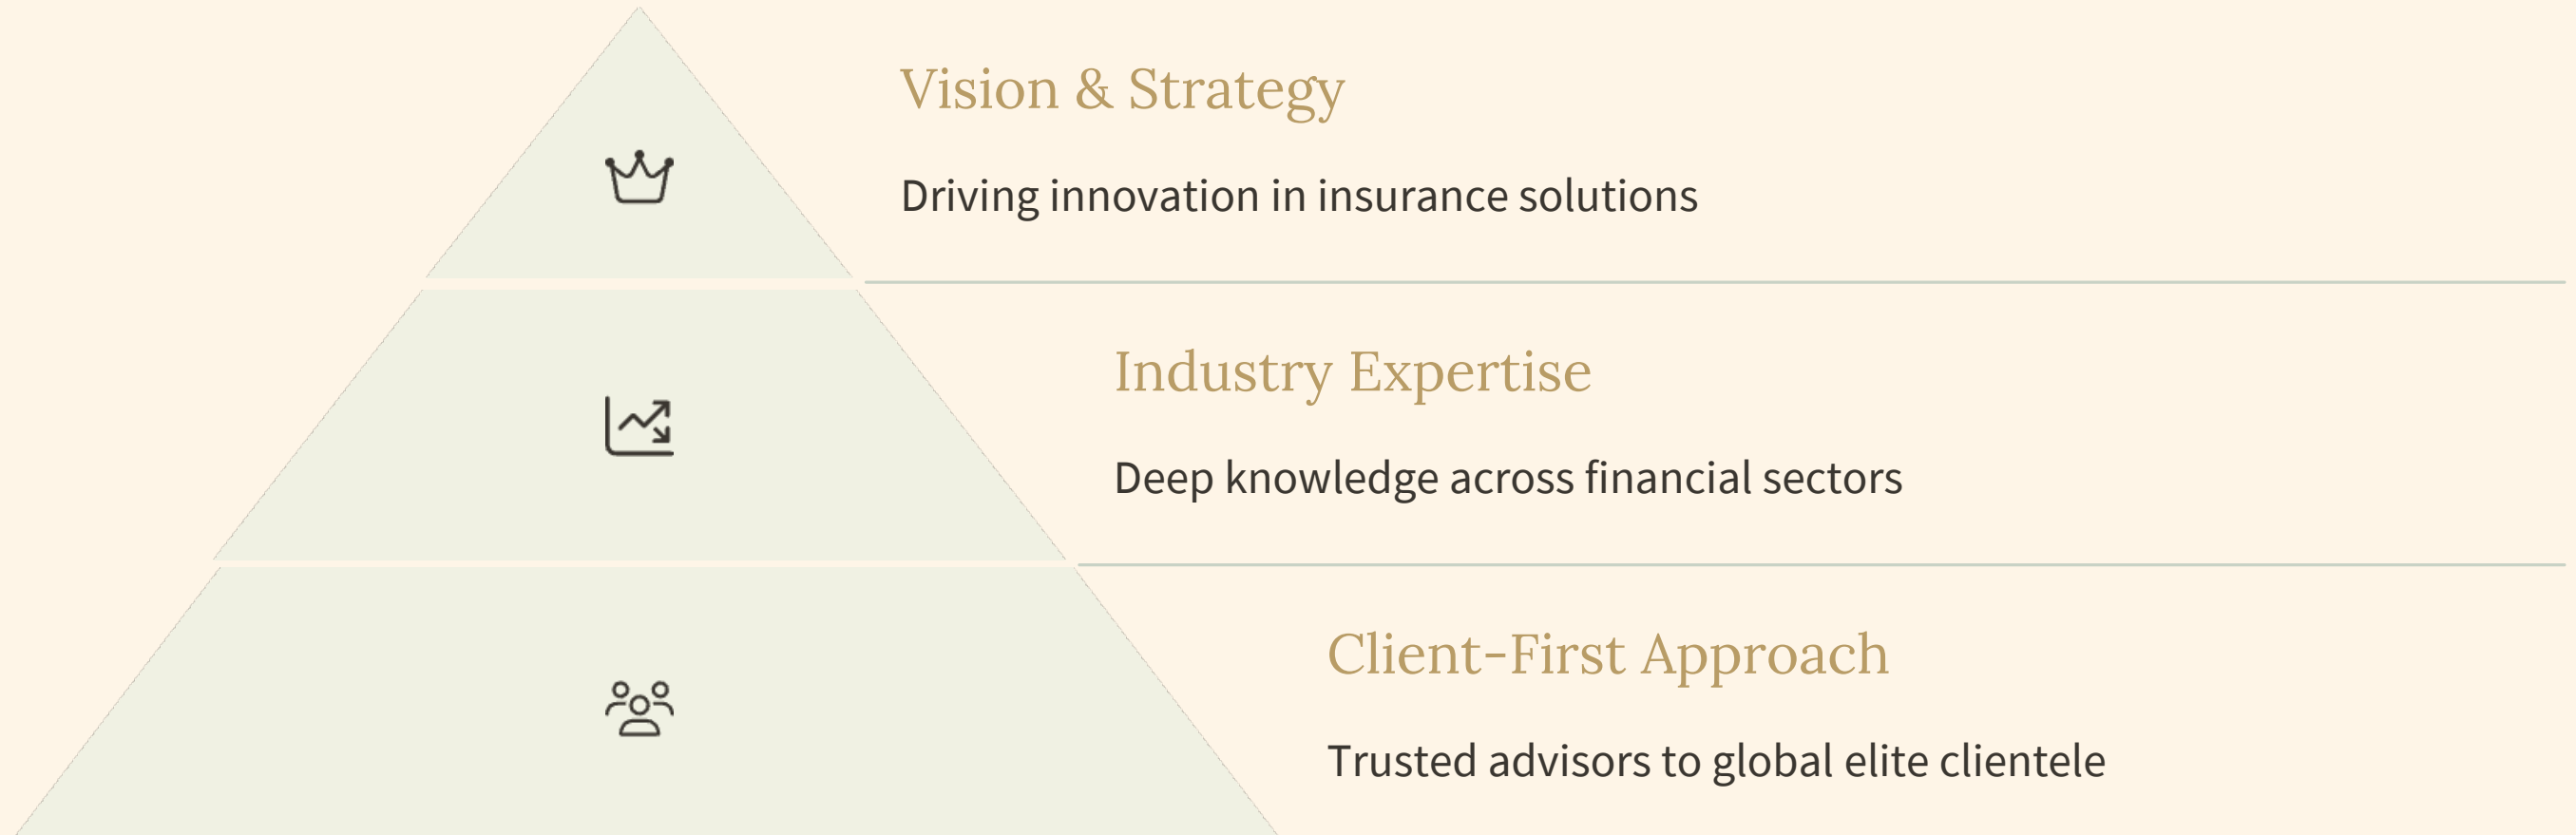 Vision & Strategy
Driving innovation in insurance solutions
Industry Expertise
Deep knowledge across financial sectors
Client-First Approach
Trusted advisors to global elite clientele